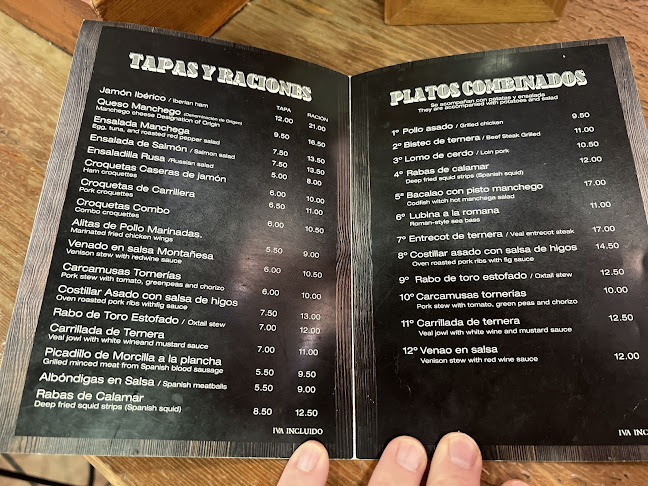 TAPAS Y RACIONES
TAPA RACIÓN
Jamón Ibérico / Iberian ham 12.00 21.00
Queso Manchego (Denominación de Origen) 9.50 16.50
Manchego cheese Designation of Origin
Ensalada Manchega 7.50 13.50
Egg, tuna, and roasted red pepper salad
Ensalada de Salmón / Salmon salad 7.50 13.50
Ensaladilla Rusa /Russian salad 5.00 8.00
Croquetas Caseras de jamón 6.00 10.00
Ham croquettes
Croquetas de Carrillera 6.50 11.00
Pork croquettes
Croquetas Combo
Combo croquettes
Alitas de Pollo Marinadas. 5.50 9.00
Marinated fried chicken wings
Venado en salsa Montañesa 6.00 10.50
Venison stew with redwine sauce
Carcamusas Tornerías 6.00 10.00
Pork stew with tomato, greenpeas and chorizo
Costillar Asado con salsa de higos 7.50 13.00
Oven roasted pork ribs withfig sauce
Rabo de Toro Estofado / Oxtail stew 7.00 12.00
Carrillada de Ternera 7.00 11.00
Veal jowl with white wineand mustard sauce
Picadillo de Morcilla a la plancha 5.50 9.50
Grilled minced meat from Spanish blood sausage
Albóndigas en Salsa / Spanish meatballs 5.50 9.00
Rabas de Calamar 8.50 12.50
Deep fried squid strips (Spanish squid)
IVA INCLUIDO
PLATOS COMBINADOS
Se acompañan con patatas y ensalada
They are accompanied with potatoes and salad
1º Pollo asado / Grilled chicken 9.50
2º Bistec de ternera / Beef Steak Grilled 11.00
3º Lomo de cerdo / Loin pork 10.50
4º Rabas de calamar 12.00
Deep fried squid strips (Spanish squid)
5º Bacalao con pisto manchego 17.00
Codfish witch hot manchega salad
6º Lubina a la romana 11.00
Roman-style sea bass
7º Entrecot de ternera / Veal entrecot steak 17.00
8º Costillar asado con salsa de higos 14.50
Oven roasted pork ribs with fig sauce
9º Rabo de toro estofado / Oxtail stew 12.50
10º Carcamusas tornerías 10.00
Pork stew with tomato, green peas and chorizo
11º Carrillada de ternera 12.50
Veal jowl with white wine and mustard sauce
12º Venao en salsa 12.00
Venison stew with red wine sauce
IVA INCL